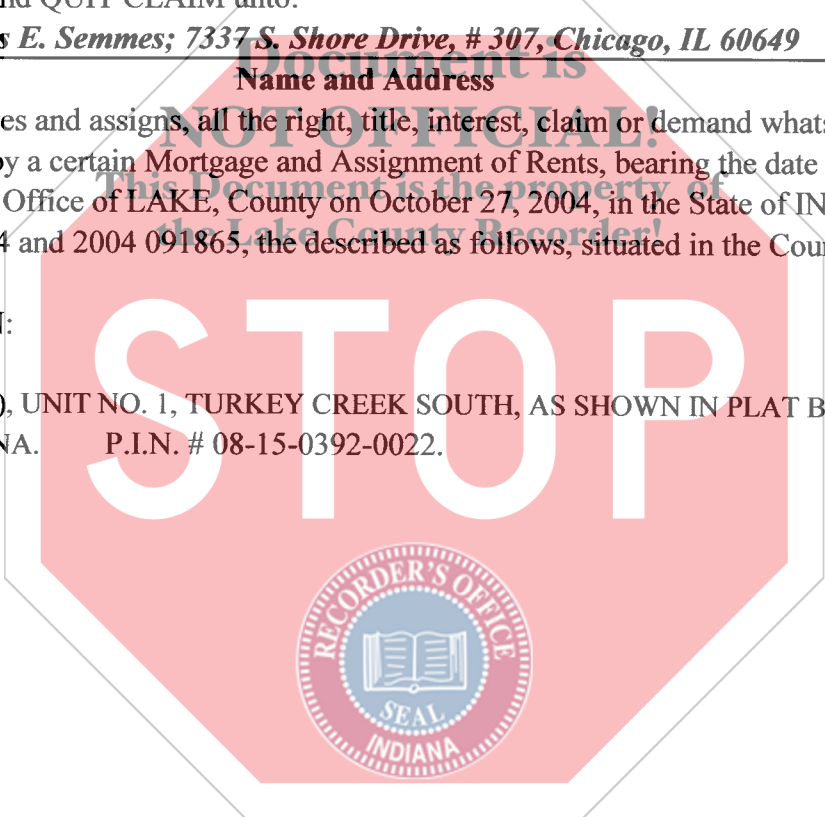 nd QUIT CLAIM unto:
s E. Semmes; 7337 S. Shore Drive, # 307, Chicago, IL 60649
Document is
Name and Address
NOT OFFICIAL!
es and assigns, all the right, title, interest, claim or demand whats
by a certain Mortgage and Assignment of Rents, bearing the date
This Document is the property of
Office of LAKE, County on October 27, 2004, in the State of IN
the Lake County Recorder!
4 and 2004 091865, the described as follows, situated in the Cou
N:
STOP
), UNIT NO. 1, TURKEY CREEK SOUTH, AS SHOWN IN PLAT B
NA. P.I.N. # 08-15-0392-0022.
RECORDER'S OFFICE
SEAL
INDIANA